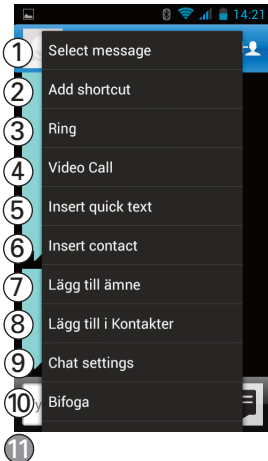 14:21
1 Select message
2 Add shortcut
3 Ring
4 Video Call
5 Insert quick text
6 Insert contact
7 Lägg till ämne
8 Lägg till i Kontakter
9 Chat settings
10 Bifoga
11